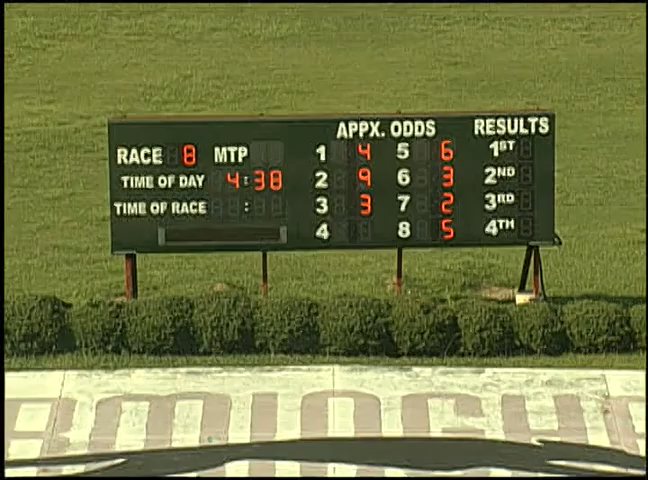 APPX. ODDS RESULTS
RACE 8 MTP 1 4 5 6 1ST
TIME OF DAY 4:38 2 9 6 3 2ND
TIME OF RACE : 3 3 7 2 3RD
4 8 5 4TH